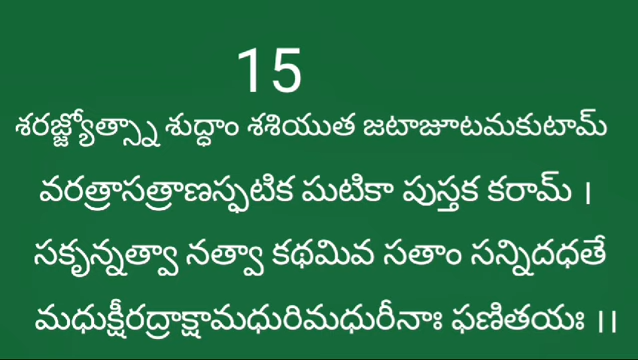 15
శరజ్జ్యోత్స్నా శుద్ధాం శశియుత జటాజూటమకుటామ్
వరత్రాసత్రాణస్ఫటిక ఘటికా పుస్తక కరామ్ ।
సకృన్నత్వా నత్వా కథమివ సతాం సన్నిదధతే
మధుక్షీరద్రాక్షామధురిమధురీనాః ఫణితయః ।।